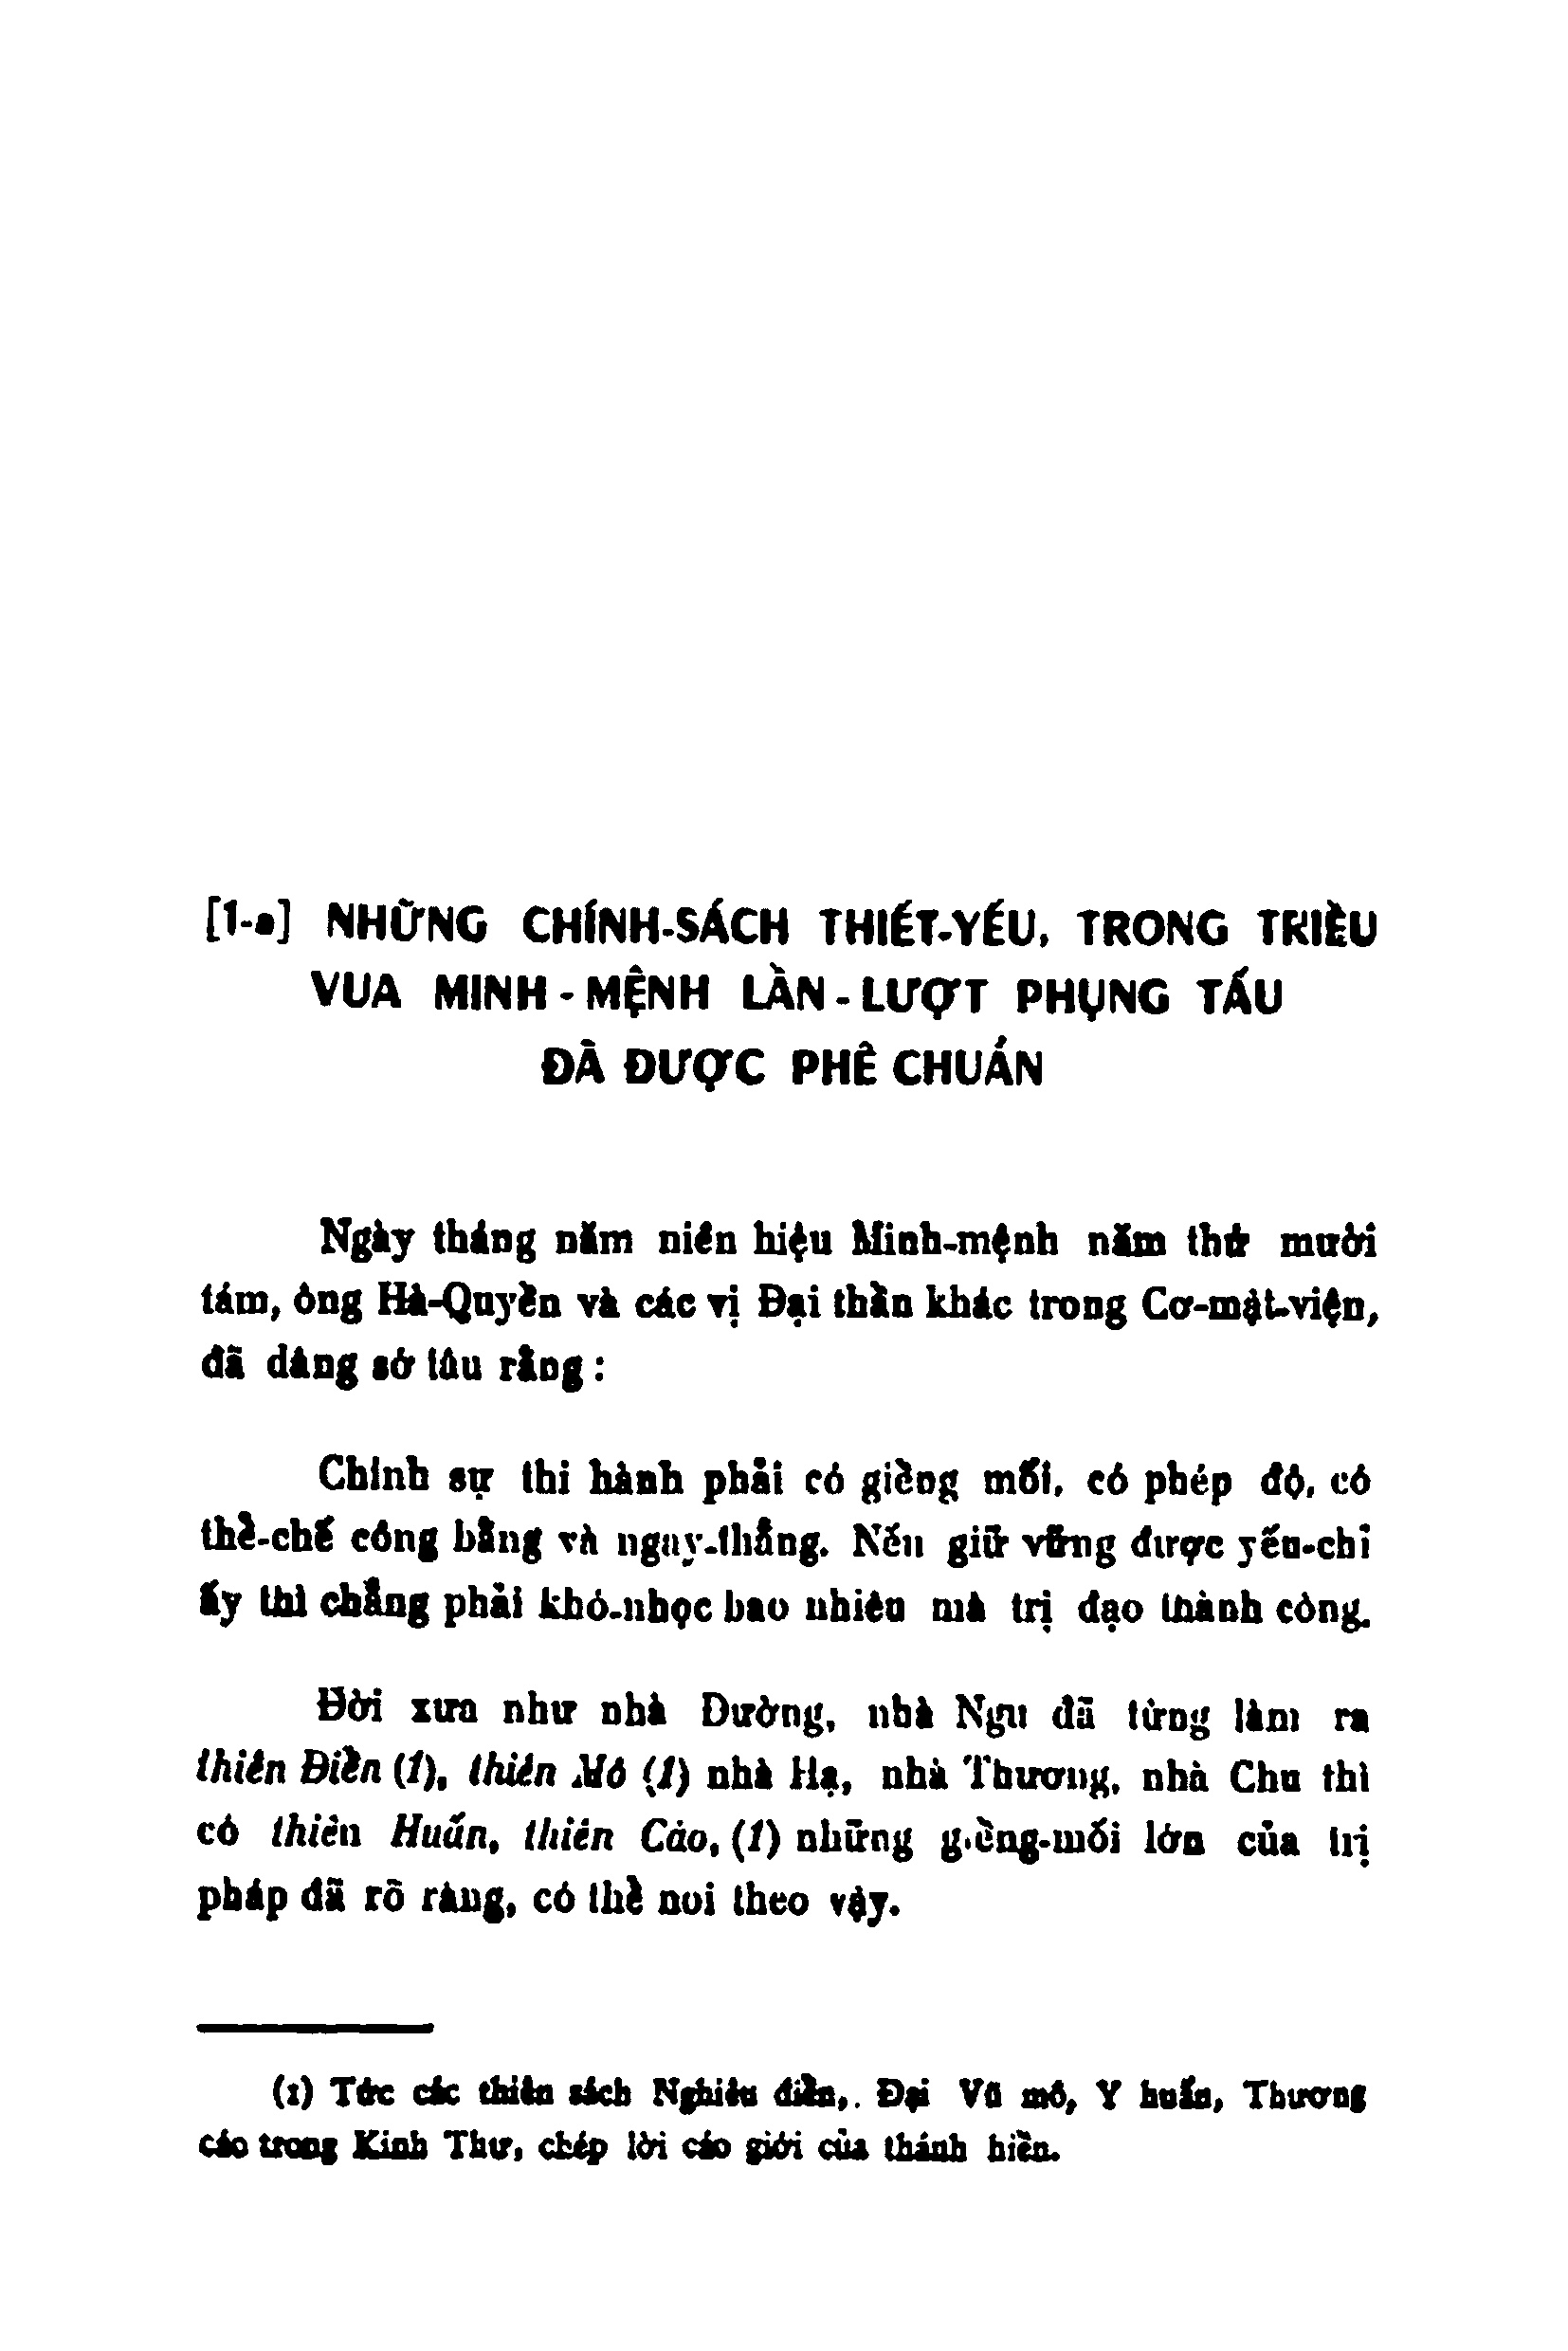 [1-a] NHỮNG CHÍNH-SÁCH THIẾT-YẾU, TRONG TRIỀU
VUA MINH - MỆNH LẦN - LƯỢT PHỤNG TẤU
ĐÃ ĐƯỢC PHÊ CHUẨN
Ngày tháng năm niên hiệu Minh-mệnh năm thứ mười
tám, ông Hà-Quyền và các vị Đại thần khác trong Cơ-mật-viện,
đã dâng sớ tâu rằng :
Chính sự thi hành phải có giềng mối, có phép độ, có
thể-chế công bằng và ngay-thẳng. Nếu giữ vững được yếu-chỉ
ấy thì chẳng phải khó-nhọc bao nhiêu mà trị đạo thành công.
Đời xưa như nhà Đường, nhà Ngu đã từng làm ra
thiên Điền (1), thiên Mô (1) nhà Hạ, nhà Thương, nhà Chu thì
có thiên Huấn, thiên Cáo, (1) những giềng-mối lớn của trị
pháp đã rõ ràng, có thể noi theo vậy.
(1) Tức các thiên sách Nghiêu điền,. Đại Vũ mô, Y huấn, Thương
cáo trong Kinh Thư, chép lời cáo giới của thánh hiền.